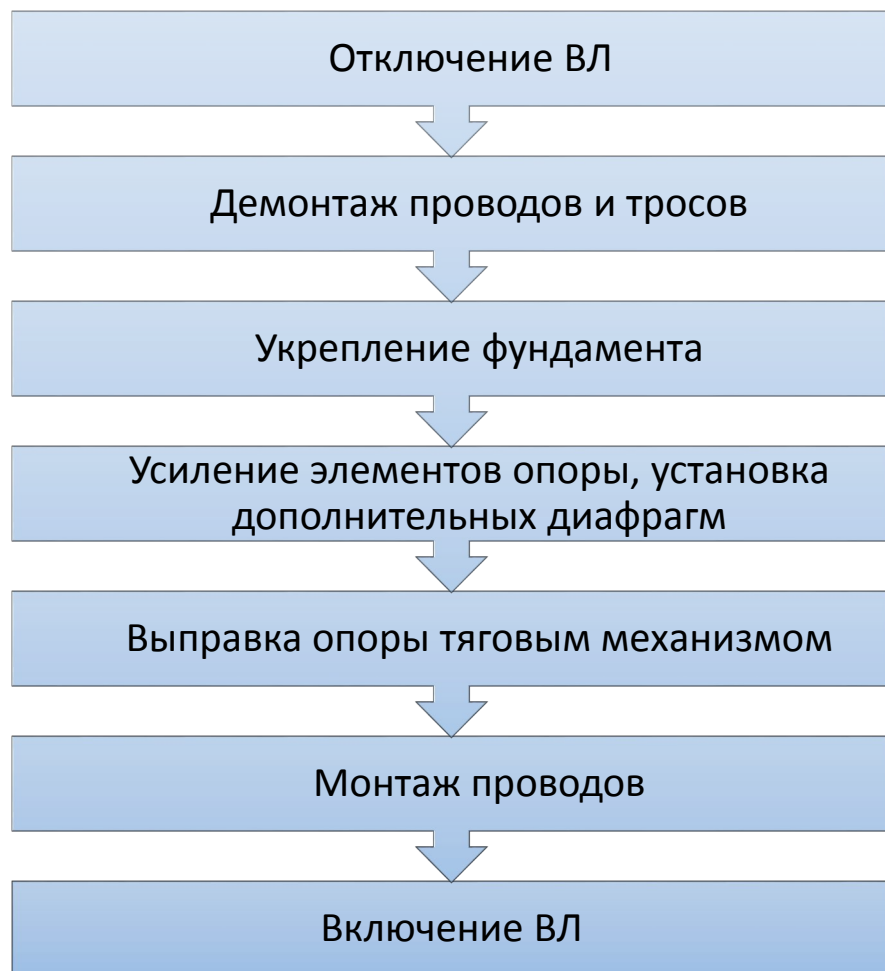 Отключение ВЛ
Демонтаж проводов и тросов
Укрепление фундамента
Усиление элементов опоры, установка
дополнительных диафрагм
Выправка опоры тяговым механизмом
Монтаж проводов
Включение ВЛ